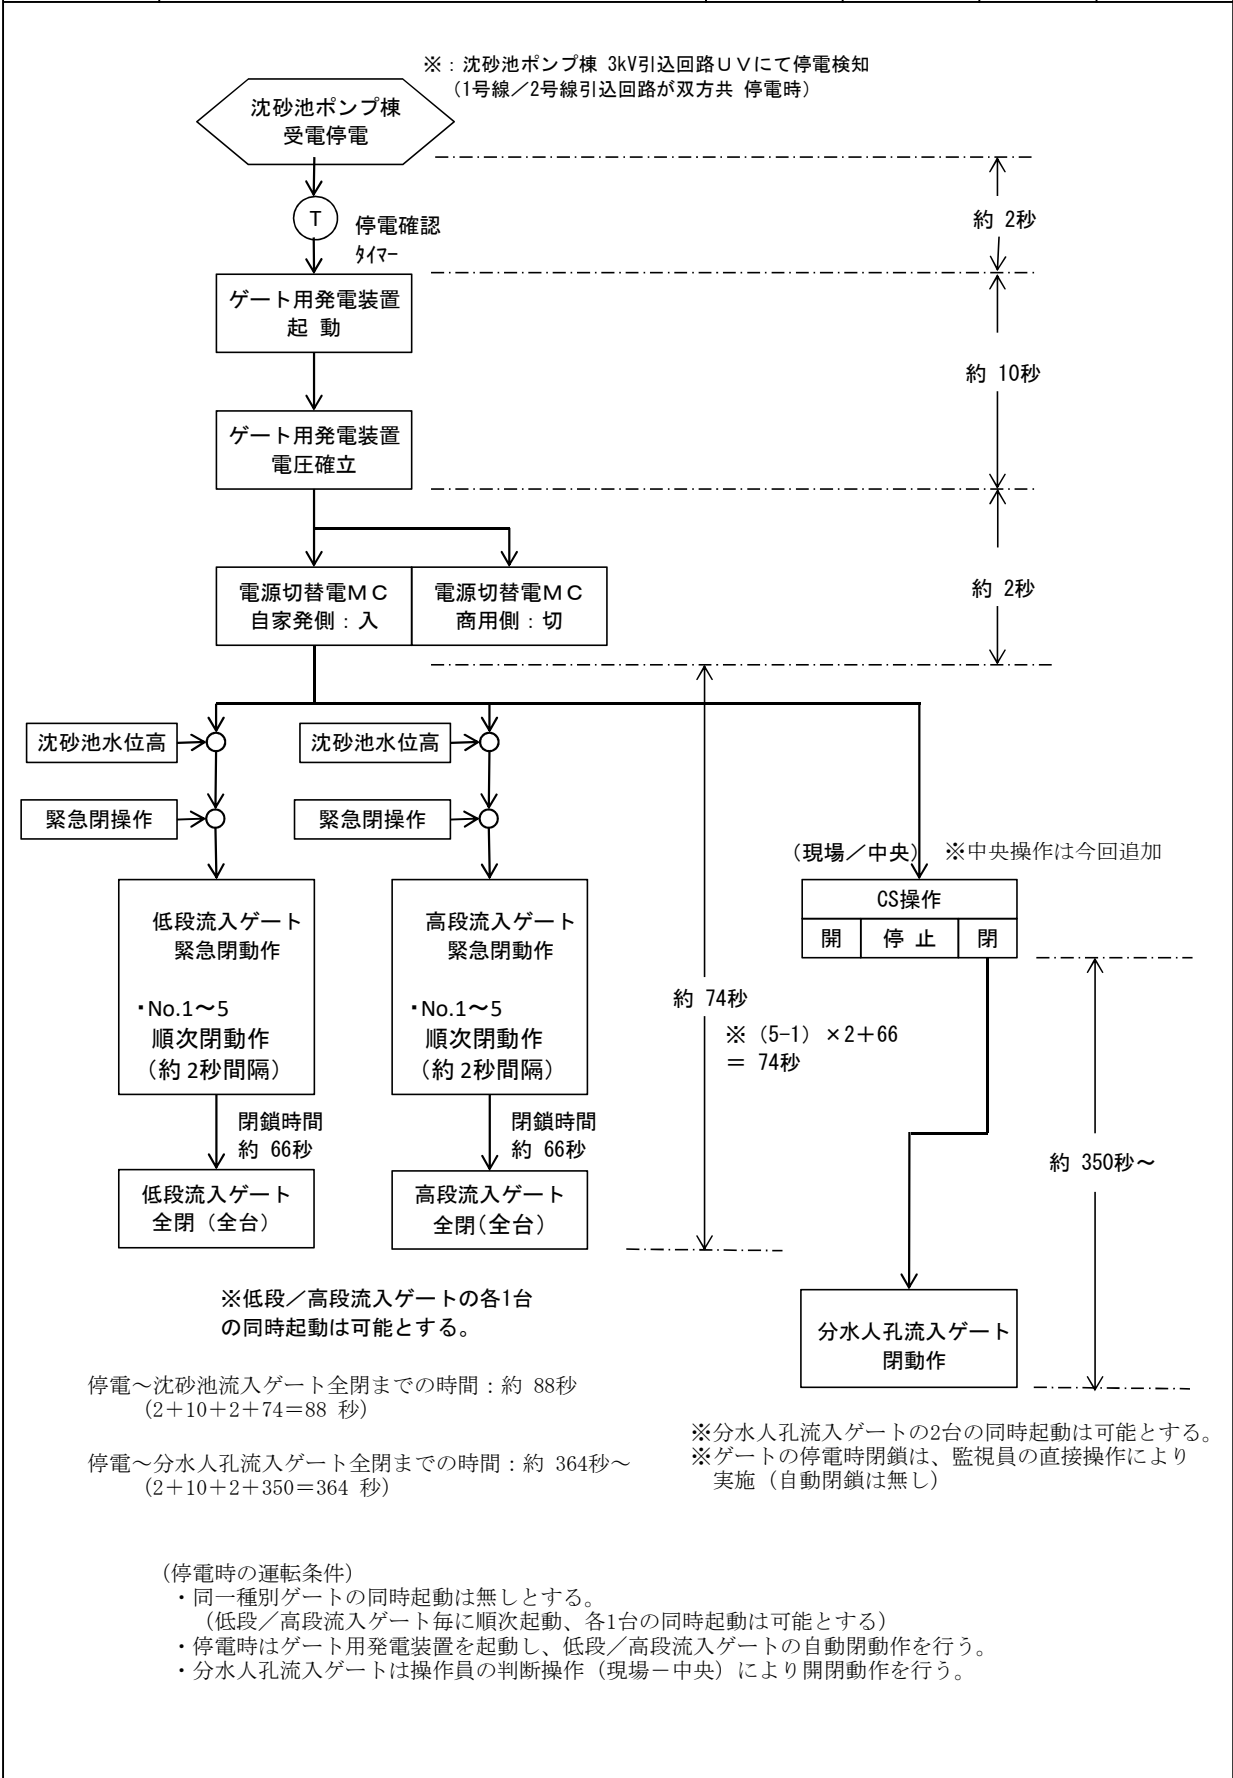 ※：沈砂池ポンプ棟 3kV引込回路ＵＶにて停電検知
（1号線／2号線引込回路が双方共 停電時）
沈砂池ポンプ棟
受電停電
T
停電確認
ﾀｲﾏｰ
約 2秒
ゲート用発電装置
起 動
約 10秒
ゲート用発電装置
電圧確立
電源切替電ＭＣ
自家発側：入
電源切替電ＭＣ
商用側：切
約 2秒
沈砂池水位高
沈砂池水位高
緊急閉操作
緊急閉操作
（現場／中央）
※中央操作は今回追加
CS操作
開
停 止
閉
低段流入ゲート
緊急閉動作
・No.1～5
順次閉動作
（約 2秒間隔）
高段流入ゲート
緊急閉動作
・No.1～5
順次閉動作
（約 2秒間隔）
約 74秒
※（5-1）×2＋66
＝ 74秒
閉鎖時間
約 66秒
閉鎖時間
約 66秒
約 350秒～
低段流入ゲート
全閉（全台）
高段流入ゲート
全閉（全台）
※低段／高段流入ゲートの各1台
の同時起動は可能とする。
分水人孔流入ゲート
閉動作
停電～沈砂池流入ゲート全閉までの時間：約 88秒
（2＋10＋2＋74＝88 秒）
停電～分水人孔流入ゲート全閉までの時間：約 364秒～
（2＋10＋2＋350＝364 秒）
※分水人孔流入ゲートの2台の同時起動は可能とする。
※ゲートの停電時閉鎖は、監視員の直接操作により
実施（自動閉鎖は無し）
（停電時の運転条件）
・同一種別ゲートの同時起動は無しとする。
（低段／高段流入ゲート毎に順次起動、各1台の同時起動は可能とする）
・停電時はゲート用発電装置を起動し、低段／高段流入ゲートの自動閉動作を行う。
・分水人孔流入ゲートは操作員の判断操作（現場－中央）により開閉動作を行う。